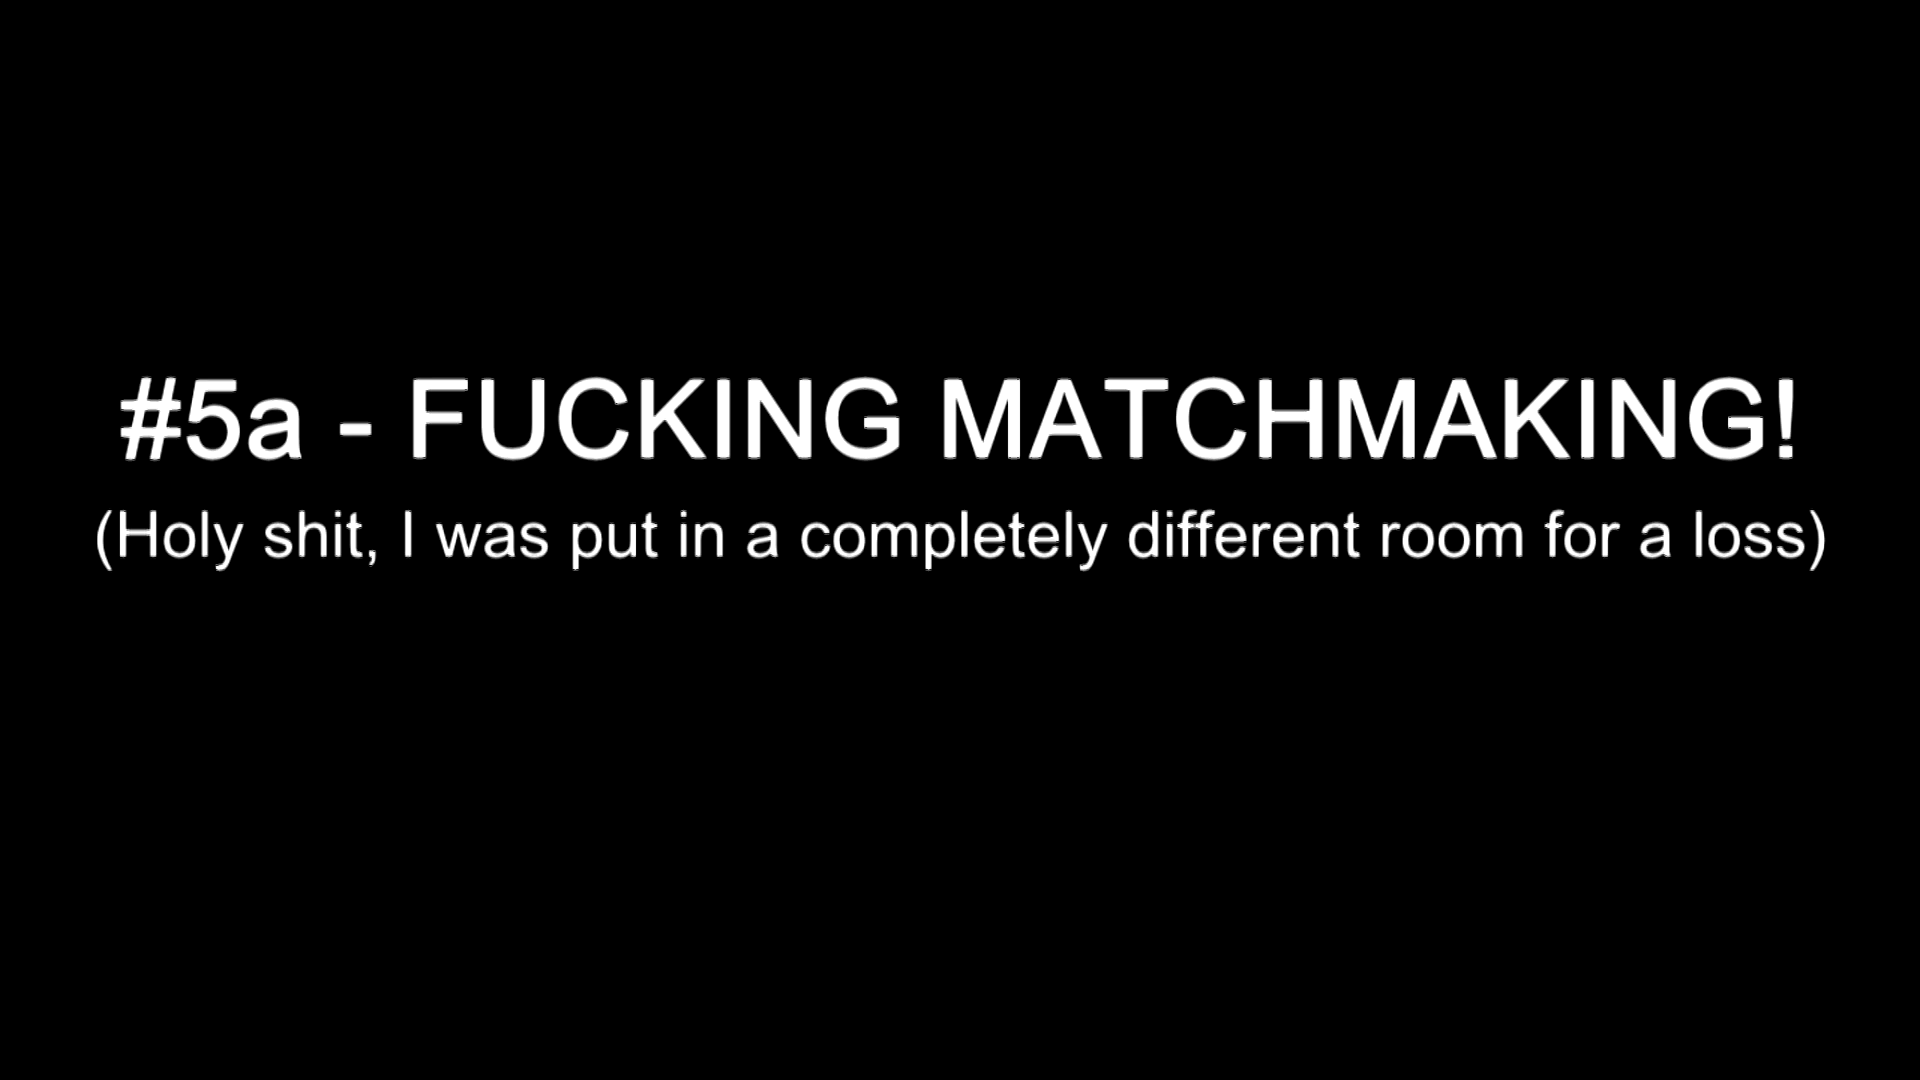 #5a - FUCKING MATCHMAKING!
(Holy shit, I was put in a completely different room for a loss)